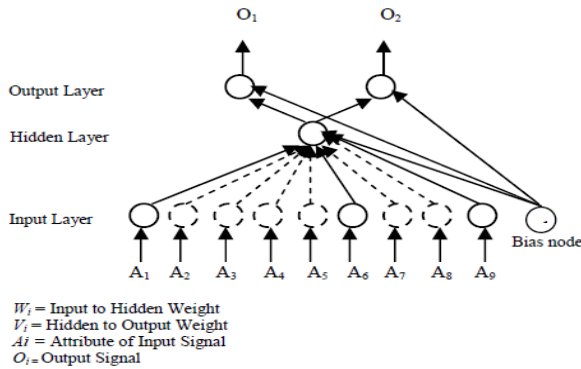 O₁ O₂
Output Layer
Hidden Layer
Input Layer
Bias node
A₁ A₂ A₃ A₄ A₅ A₆ A₇ A₈ A₉
Wᵢ = Input to Hidden Weight
Vᵢ = Hidden to Output Weight
Ai = Attribute of Input Signal
Oᵢ= Output Signal